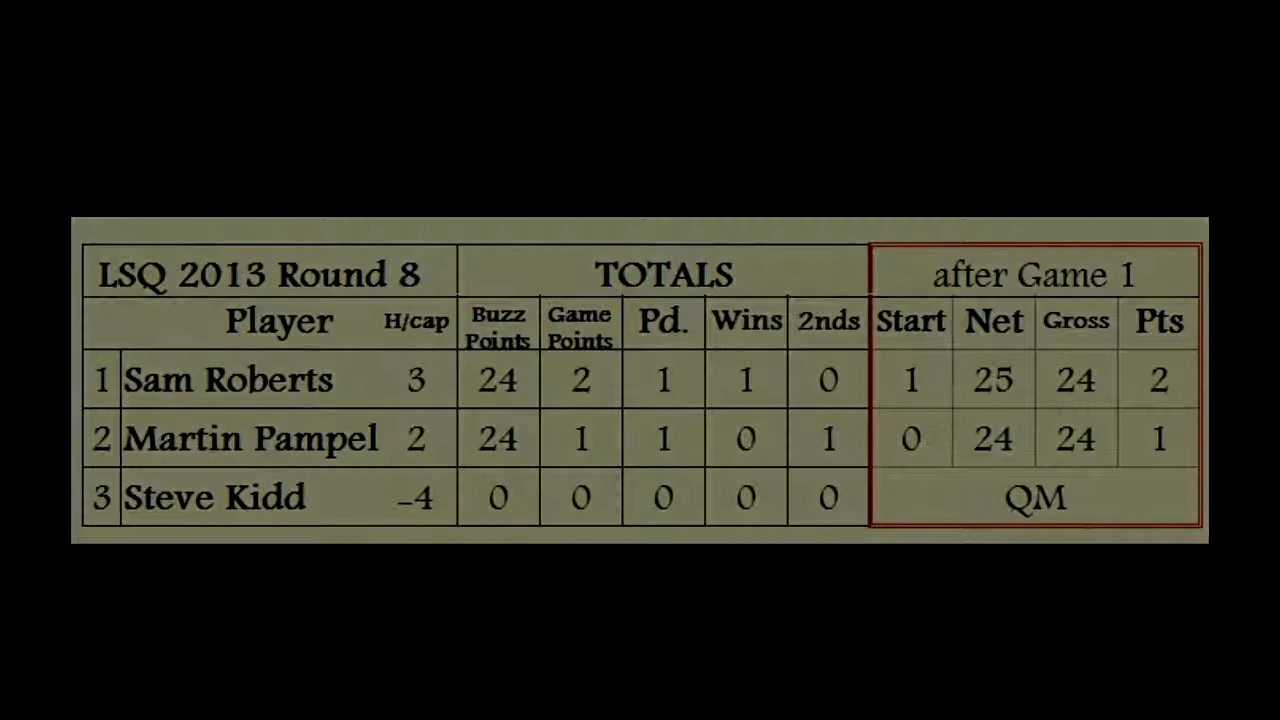 LSQ 2013 Round 8 TOTALS after Game 1
Player H/cap Buzz Points Game Points Pd. Wins 2nds Start Net Gross Pts
1 Sam Roberts 3 24 2 1 1 0 1 25 24 2
2 Martin Pampel 2 24 1 1 0 1 0 24 24 1
3 Steve Kidd -4 0 0 0 0 0 QM